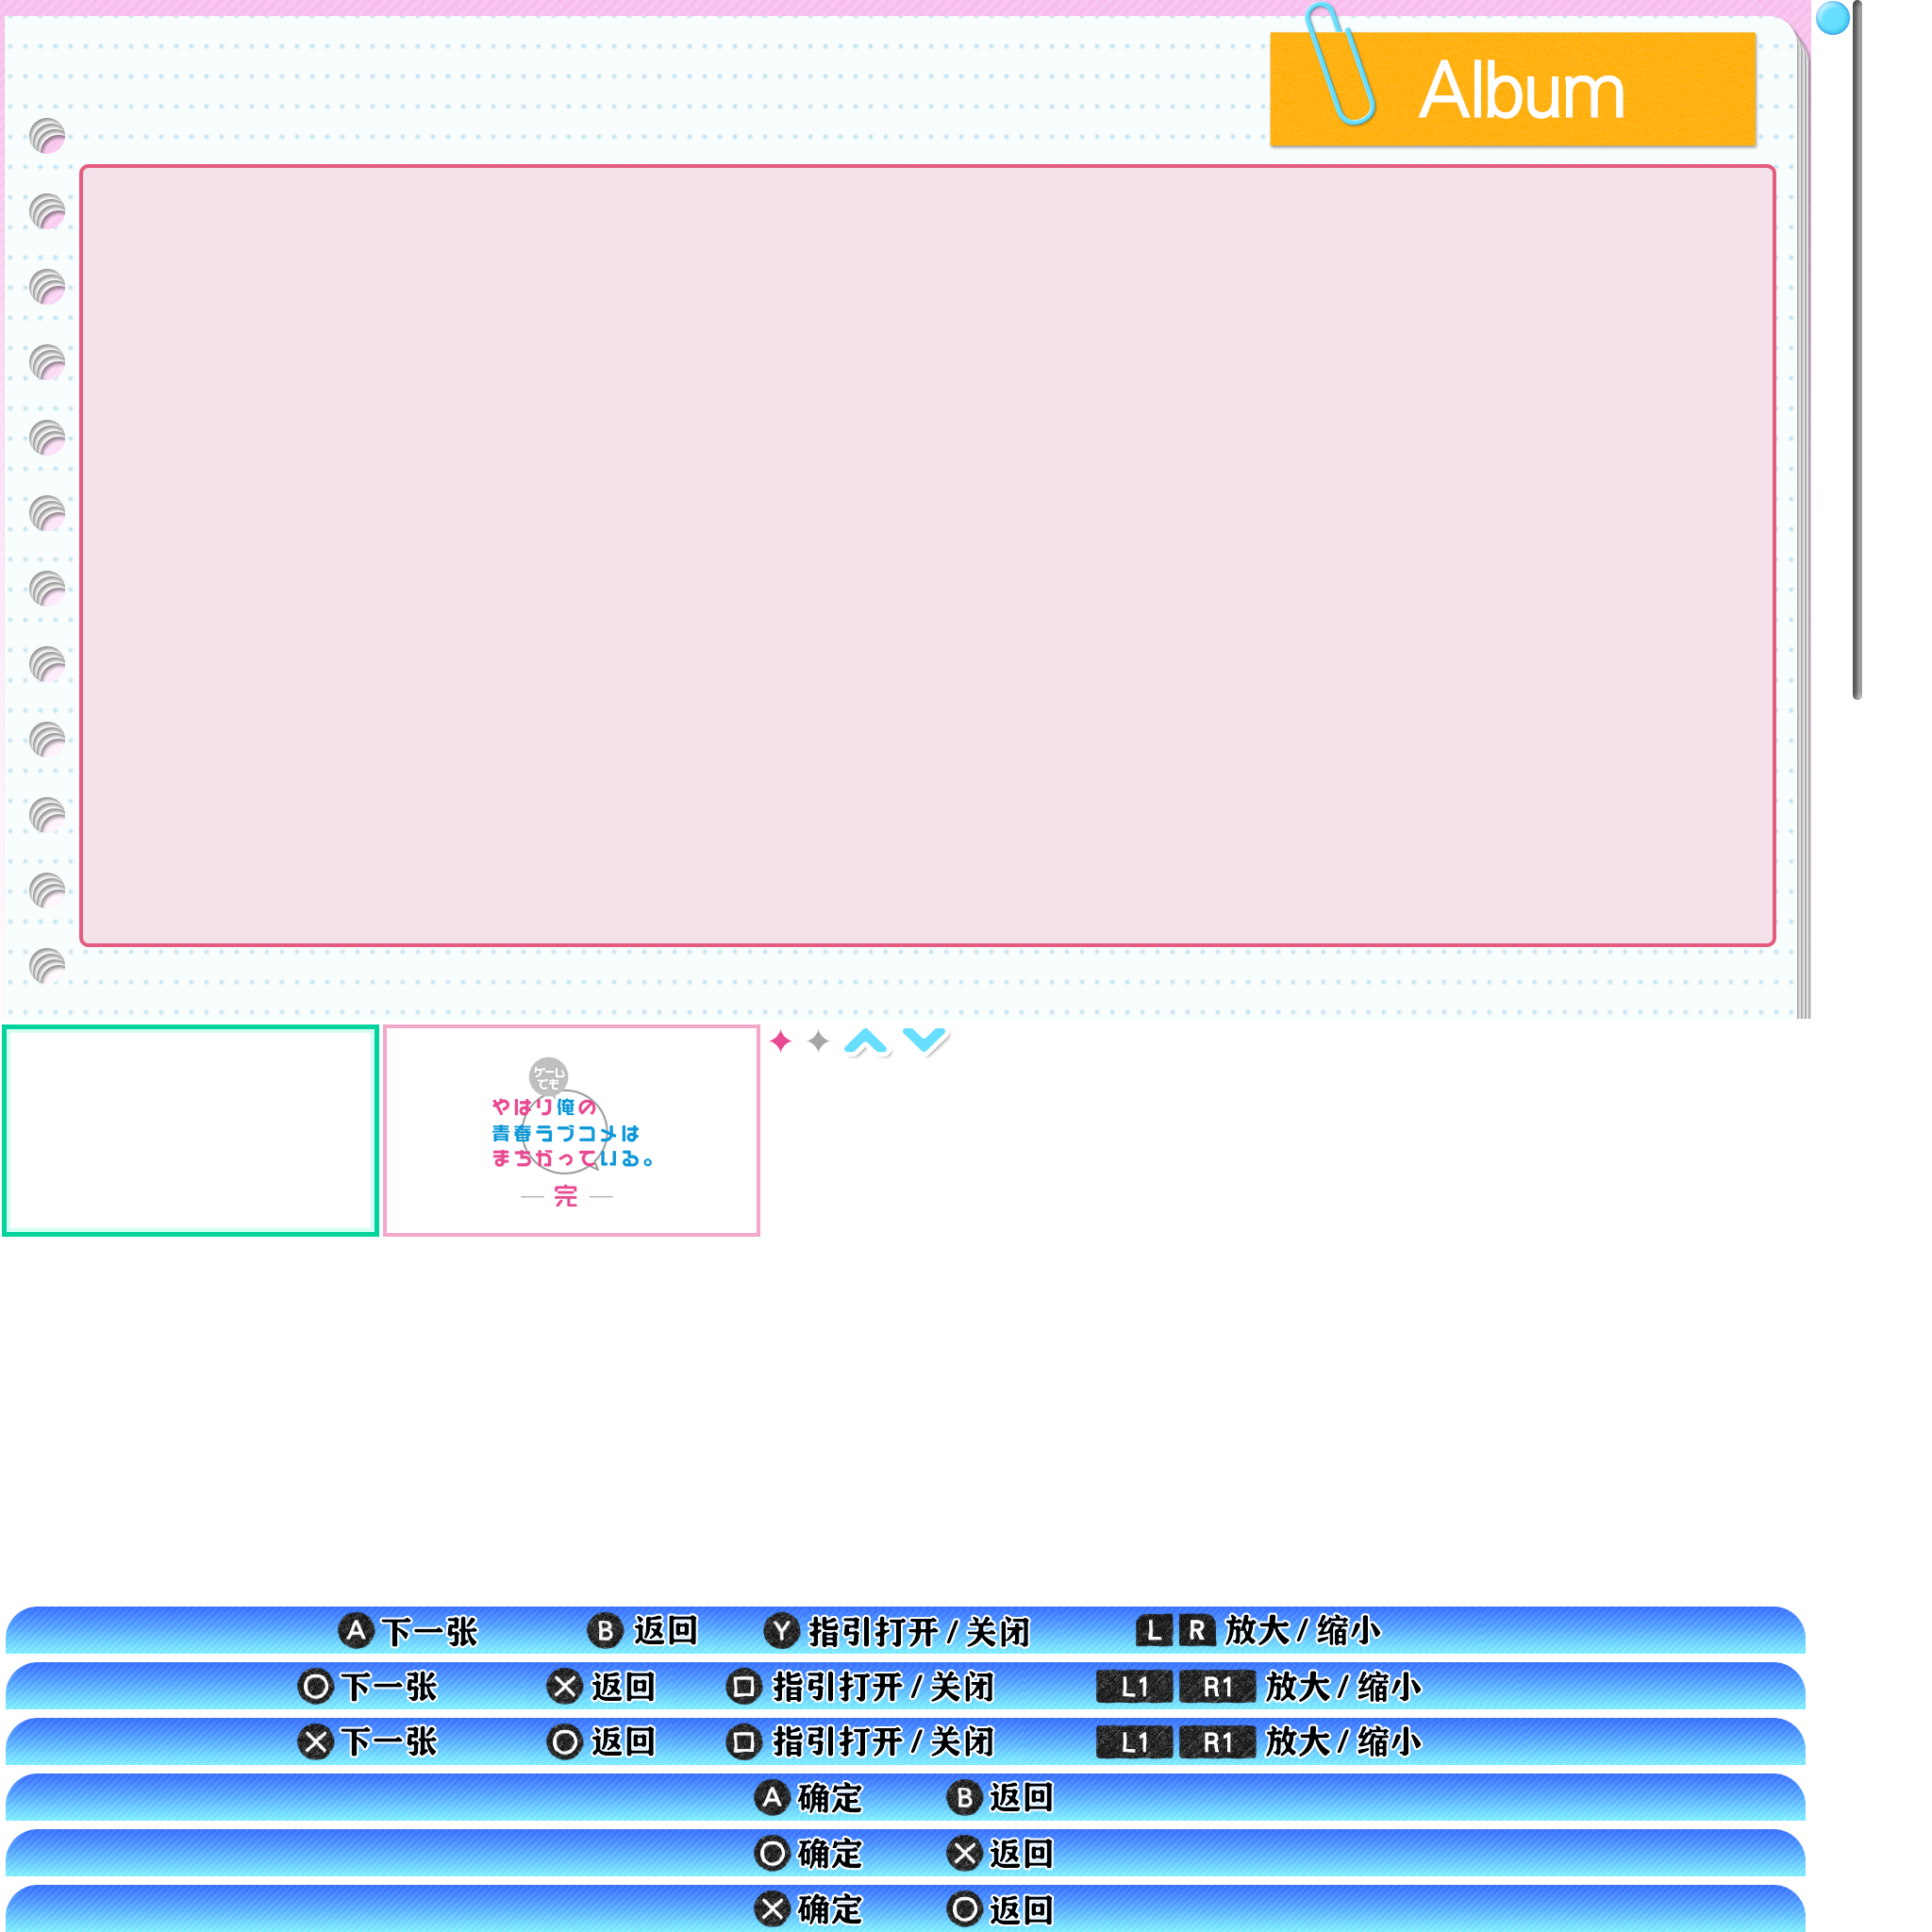 Album
ゲーム
でも
やはり俺の
青春ラブコメは
まちがっている。
完
A 下一张 B 返回 Y 指引打开/关闭 L R 放大/缩小
下一张 返回 指引打开/关闭 L1 R1 放大/缩小
下一张 返回 指引打开/关闭 L1 R1 放大/缩小
A 确定 B 返回
确定 返回
确定 返回